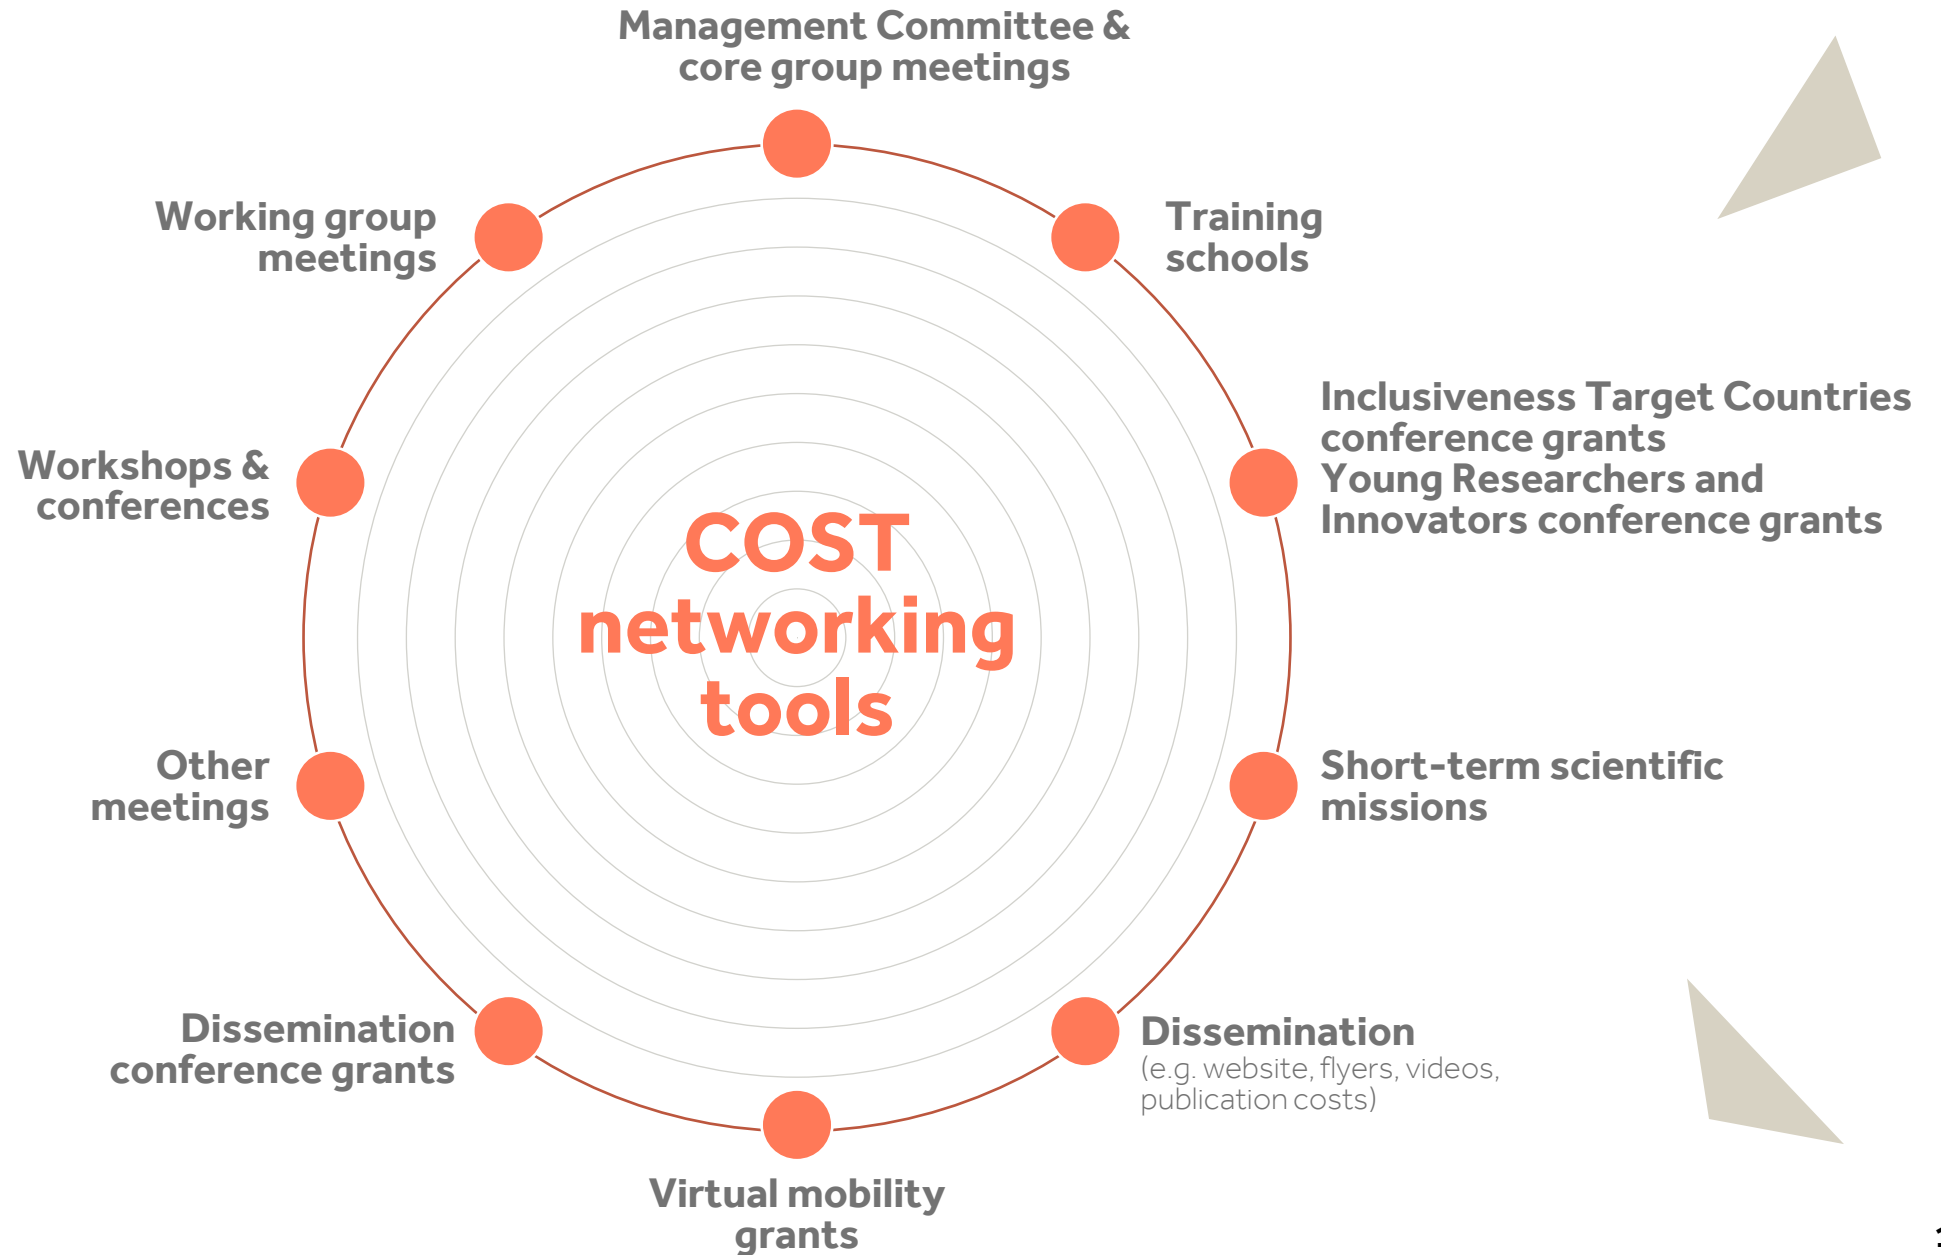 Management Committee &
core group meetings
Working group
meetings
Training
schools
Inclusiveness Target Countries
conference grants
Young Researchers and
Innovators conference grants
Workshops &
conferences
COST
networking
tools
Other
meetings
Short-term scientific
missions
Dissemination
conference grants
Dissemination
(e.g. website, flyers, videos,
publication costs)
Virtual mobility
grants